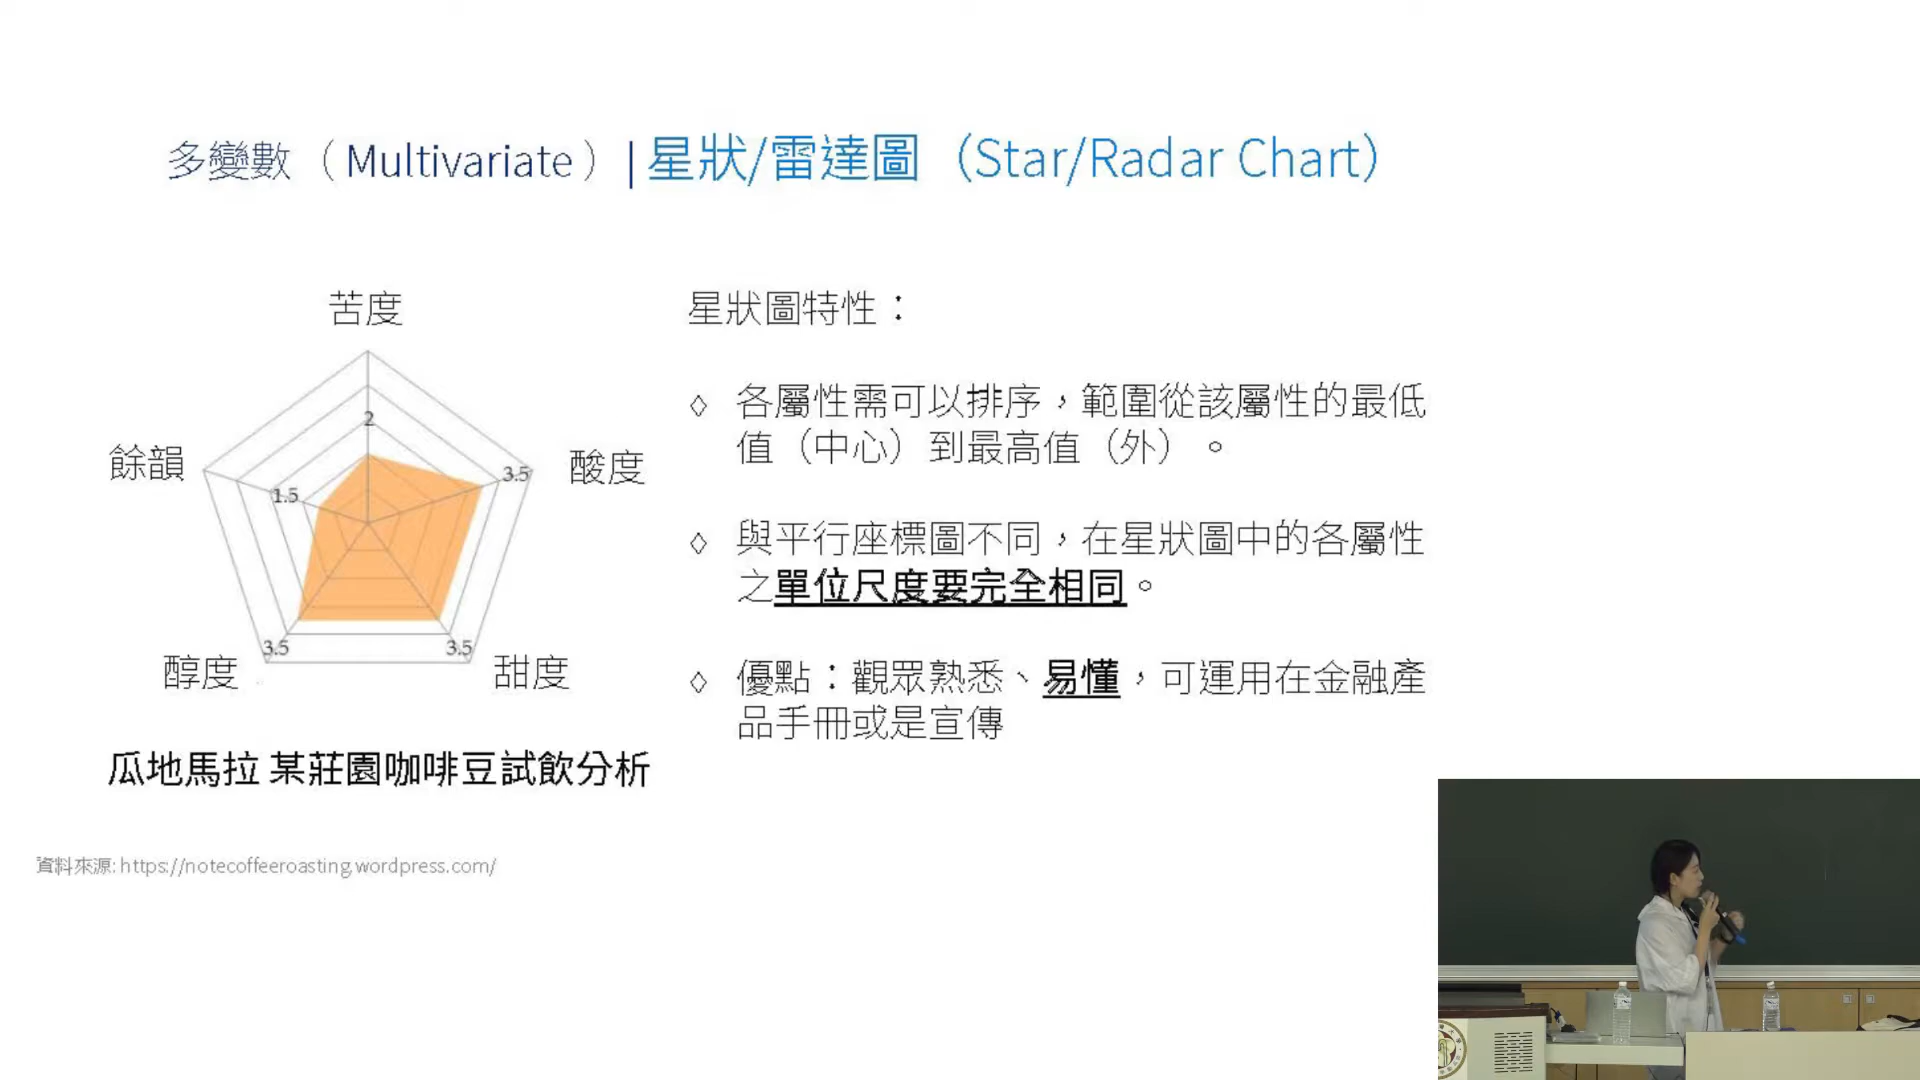 多變數（Multivariate）| 星狀/雷達圖（Star/Radar Chart）
苦度
2
餘韻
1.5
3.5
酸度
3.5
3.5
醇度
甜度
瓜地馬拉 某莊園咖啡豆試飲分析
星狀圖特性：
◊ 各屬性需可以排序，範圍從該屬性的最低
值（中心）到最高值（外）。
◊ 與平行座標圖不同，在星狀圖中的各屬性
之單位尺度要完全相同。
◊ 優點：觀眾熟悉、易懂，可運用在金融產
品手冊或是宣傳
資料來源: https://notecoffeeroasting.wordpress.com/